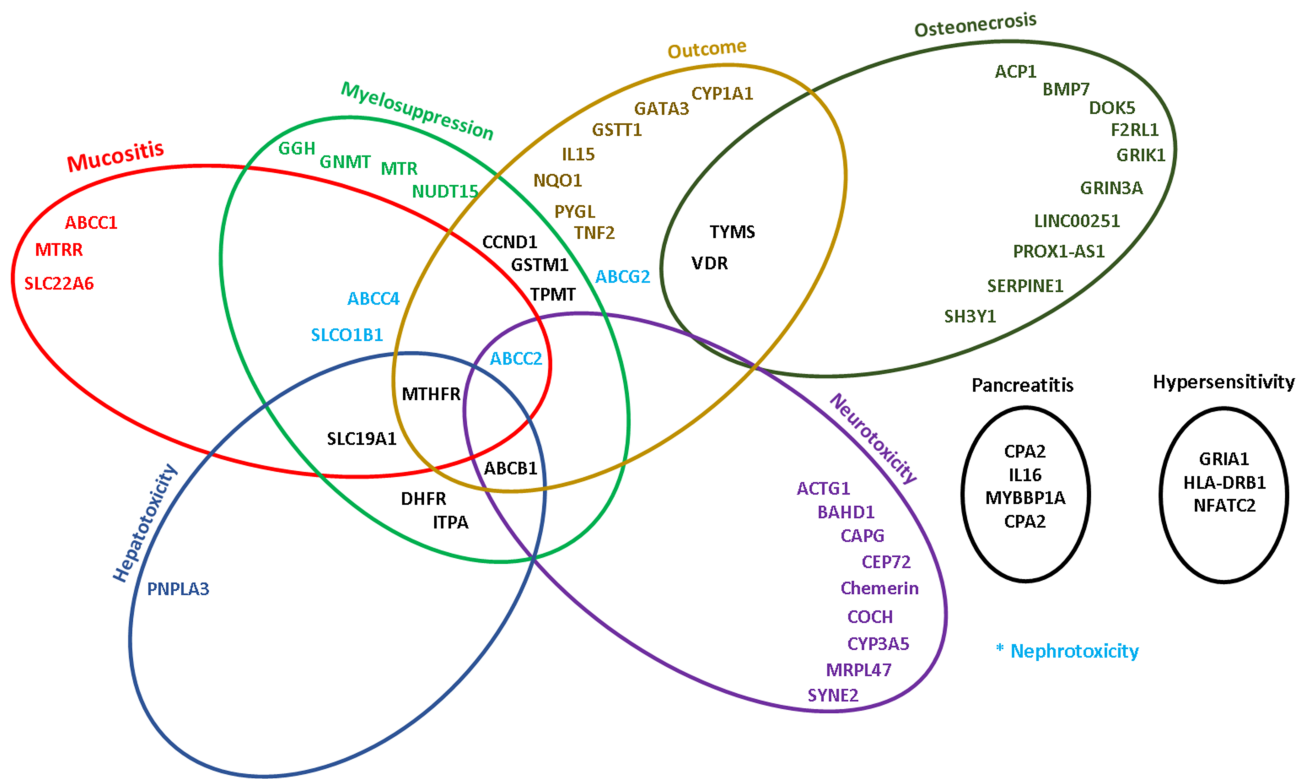 Osteonecrosis
Outcome
Myelosuppression
Mucositis
Hepatotoxicity
Neurotoxicity
ACP1
BMP7
DOK5
F2RL1
GRIK1
GRIN3A
LINC00251
PROX1-AS1
SERPINE1
SH3Y1
CYP1A1
GATA3
GSTT1
IL15
NQO1
PYGL
TNF2
GGH
GNMT
MTR
NUDT15
ABCC1
MTRR
SLC22A6
TYMS
VDR
CCND1
GSTM1
TPMT
ABCG2
ABCC4
SLCO1B1
ABCC2
MTHFR
SLC19A1
ABCB1
DHFR
ITPA
PNPLA3
ACTG1
BAHD1
CAPG
CEP72
Chemerin
COCH
CYP3A5
MRPL47
SYNE2
Pancreatitis
CPA2
IL16
MYBBP1A
CPA2
Hypersensitivity
GRIA1
HLA-DRB1
NFATC2
* Nephrotoxicity